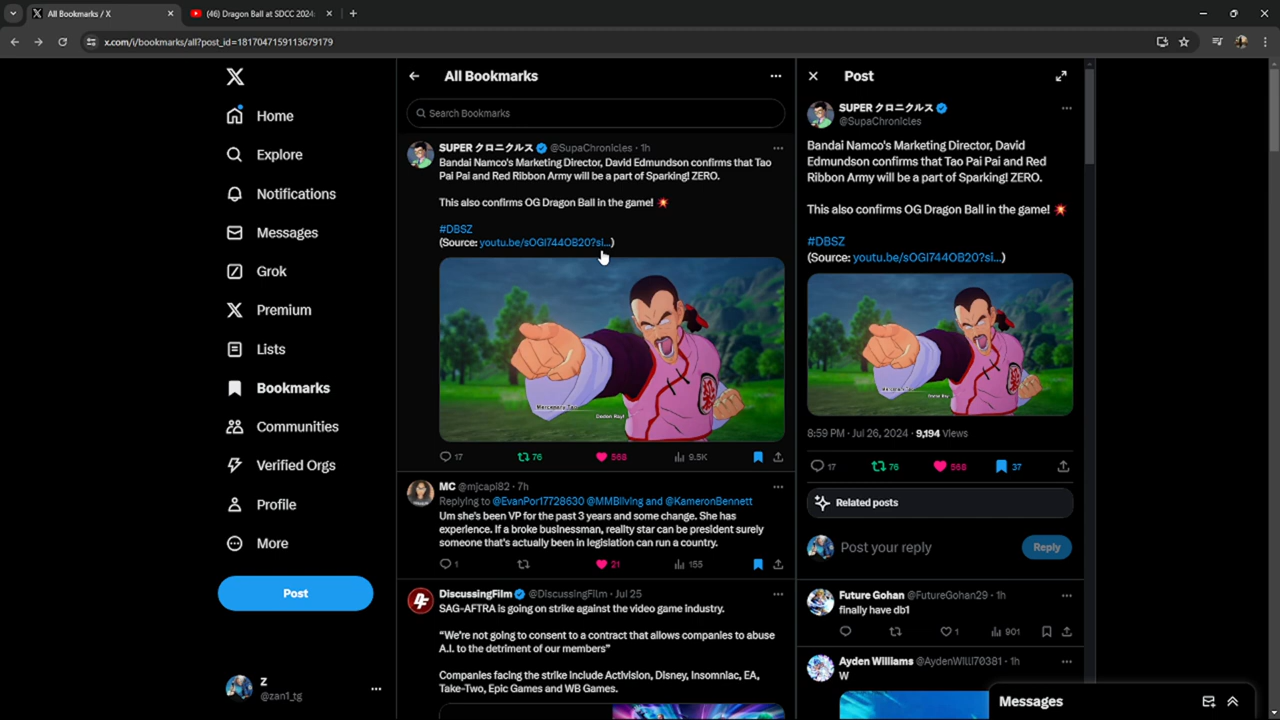 All Bookmarks / X
(46) Dragon Ball at SDCC 2024
x.com/i/bookmarks/all?post_id=1817047159113679179
Home
Explore
Notifications
Messages
Grok
Premium
Lists
Bookmarks
Communities
Verified Orgs
Profile
More
Post
Z
@zan1_tg
All Bookmarks
Search Bookmarks
SUPER クロニクルス @SupaChronicles · 1h
Bandai Namco's Marketing Director, David Edmundson confirms that Tao
Pai Pai and Red Ribbon Army will be a part of Sparking! ZERO.
This also confirms OG Dragon Ball in the game! 💥
#DBSZ
(Source: youtu.be/sOGI744OB20?si...)
Mercenary Tao
Dodon Ray!
17 76 568 9.5K
MC @mjcapi82 · 7h
Replying to @EvanPor17728630 @MMBliving and @KameronBennett
Um she's been VP for the past 3 years and some change. She has
experience. If a broke businessman, reality star can be president surely
someone that's actually been in legislation can run a country.
1 21 155
DiscussingFilm @DiscussingFilm · Jul 25
SAG-AFTRA is going on strike against the video game industry.
“We're not going to consent to a contract that allows companies to abuse
A.I. to the detriment of our members”
Companies facing the strike include Activision, Disney, Insomniac, EA,
Take-Two, Epic Games and WB Games.
Post
SUPER クロニクルス
@SupaChronicles
Bandai Namco's Marketing Director, David
Edmundson confirms that Tao Pai Pai and Red
Ribbon Army will be a part of Sparking! ZERO.
This also confirms OG Dragon Ball in the game! 💥
#DBSZ
(Source: youtu.be/sOGI744OB20?si...)
8:59 PM · Jul 26, 2024 · 9,194 Views
17 76 568 37
Related posts
Post your reply
Reply
Future Gohan @FutureGohan29 · 1h
finally have db1
1 901
Ayden Williams @AydenWilli70381 · 1h
W
Messages